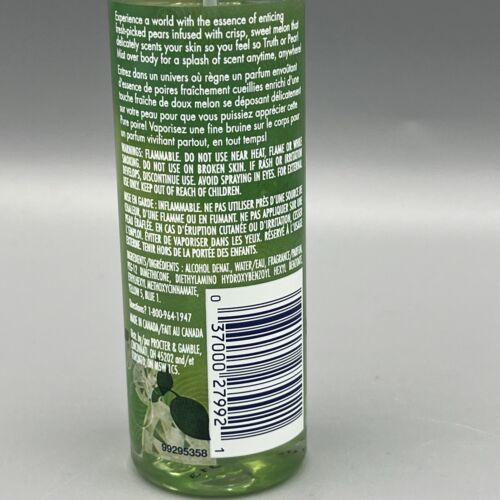 Experience a world with the essence of enticing
fresh-picked pears infused with crisp, sweet melon that
delicately scents your skin so you feel so Truth or Pear!
Mist over body for a splash of scent anytime, anywhere!
Entrez dans un univers où règne un parfum envoûtant
d'essence de poires fraîchement cueillies enrichi d'une
touche fraîche de doux melon se déposant délicatement
sur votre peau pour que vous puissiez apprécier cette
Pure poire! Vaporisez une fine bruine sur le corps pour
un parfum vivifiant partout, en tout temps!
WARNINGS: FLAMMABLE. DO NOT USE NEAR HEAT, FLAME OR WHILE
SMOKING. DO NOT USE ON BROKEN SKIN. IF RASH OR IRRITATION
DEVELOPS, DISCONTINUE USE. AVOID SPRAYING IN EYES. FOR EXTERNAL
USE ONLY. KEEP OUT OF REACH OF CHILDREN.
MISE EN GARDE : INFLAMMABLE. NE PAS UTILISER PRÈS D'UNE SOURCE DE
CHALEUR, D'UNE FLAMME OU EN FUMANT. NE PAS APPLIQUER SUR UNE
PEAU ÉRAFLÉE. EN CAS D'ÉRUPTION CUTANÉE OU D'IRRITATION, CESSER
L'EMPLOI. ÉVITER DE VAPORISER DANS LES YEUX. RÉSERVÉ À L'USAGE
EXTERNE. TENIR HORS DE LA PORTÉE DES ENFANTS.
INGREDIENTS/INGRÉDIENTS : ALCOHOL DENAT., WATER/EAU, FRAGRANCE/PARFUM,
PEG-12 DIMETHICONE, DIETHYLAMINO HYDROXYBENZOYL HEXYL BENZOATE,
ETHYLHEXYL METHOXYCINNAMATE,
YELLOW 5, BLUE 1.
Questions? 1-800-964-1947
MADE IN CANADA/FAIT AU CANADA
Distr. by/par PROCTER & GAMBLE,
CINCINNATI, OH 45202 and/et
TORONTO, ON M5W 1C5.
0 37000 27992 1
99295358